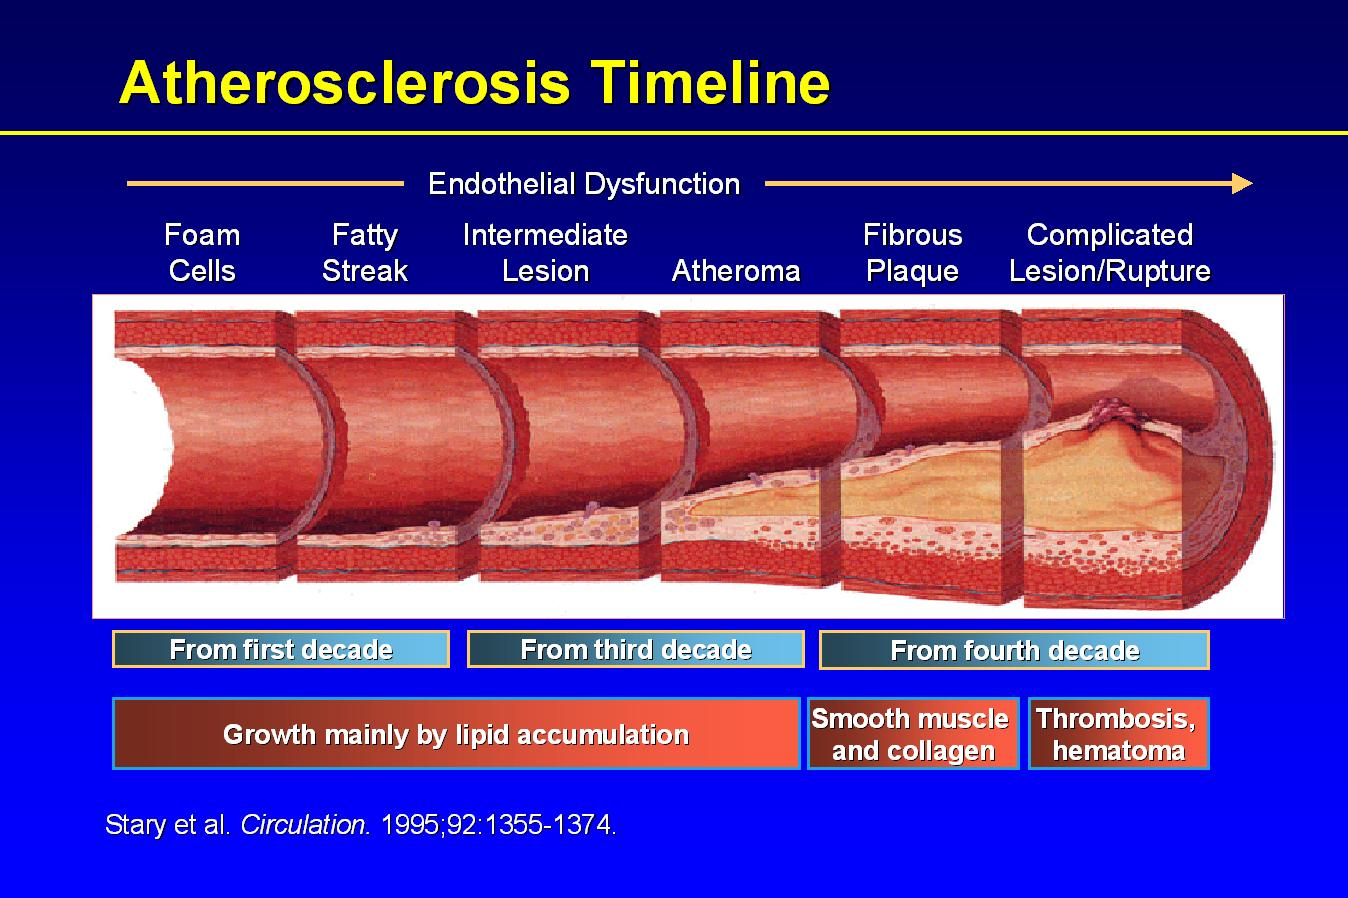 Atherosclerosis Timeline
Endothelial Dysfunction
Foam
Cells
Fatty
Streak
Intermediate
Lesion
Atheroma
Fibrous
Plaque
Complicated
Lesion/Rupture
From first decade
From third decade
From fourth decade
Growth mainly by lipid accumulation
Smooth muscle
and collagen
Thrombosis,
hematoma
Stary et al. Circulation. 1995;92:1355-1374.